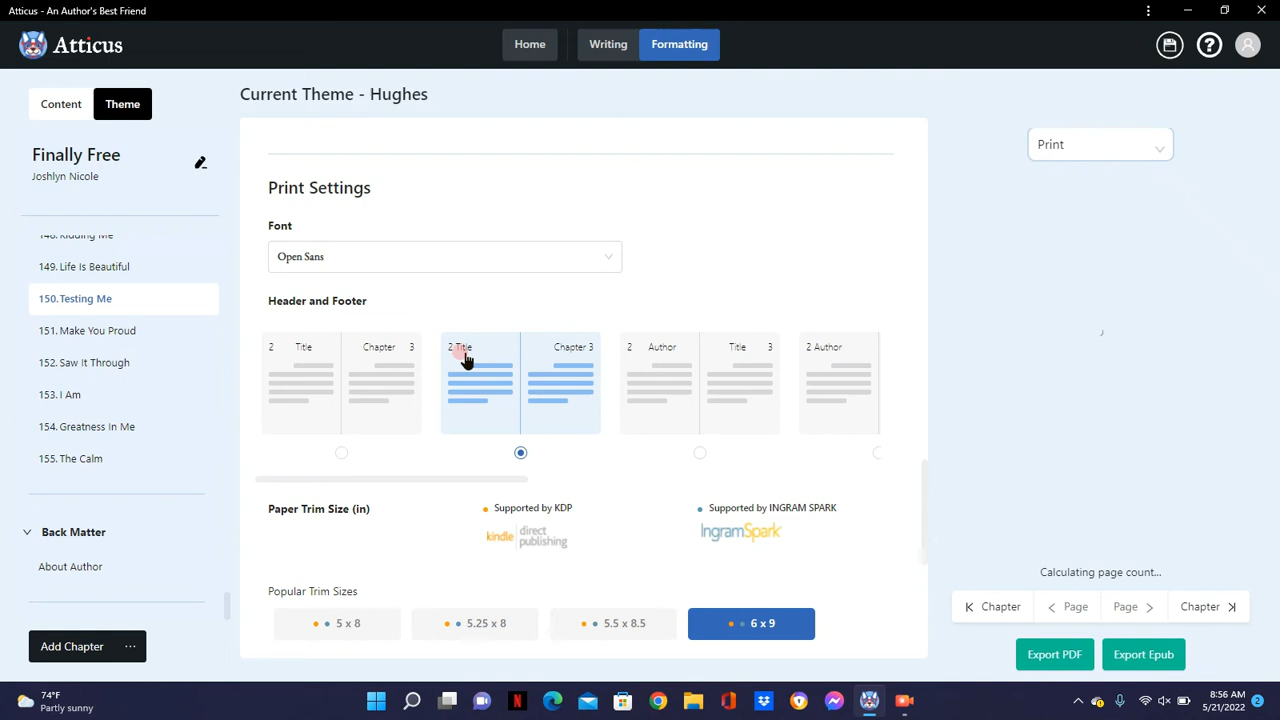 Atticus - An Author's Best Friend
Atticus
Home
Writing
Formatting
Content
Theme
Current Theme - Hughes
Finally Free
Joshlyn Nicole
148. Kidding Me
149. Life Is Beautiful
150. Testing Me
151. Make You Proud
152. Saw It Through
153. I Am
154. Greatness In Me
155. The Calm
Back Matter
About Author
Add Chapter ...
Print Settings
Font
Open Sans
Header and Footer
2 Title Chapter 3
2 Title Chapter 3
2 Author Title 3
2 Author
Paper Trim Size (in)
Supported by KDP
kindle direct publishing
Supported by INGRAM SPARK
IngramSpark
Popular Trim Sizes
5 x 8
5.25 x 8
5.5 x 8.5
6 x 9
Print
Calculating page count...
Chapter
< Page
Page >
Chapter
Export PDF
Export Epub
74°F
Partly sunny
8:56 AM
5/21/2022
2